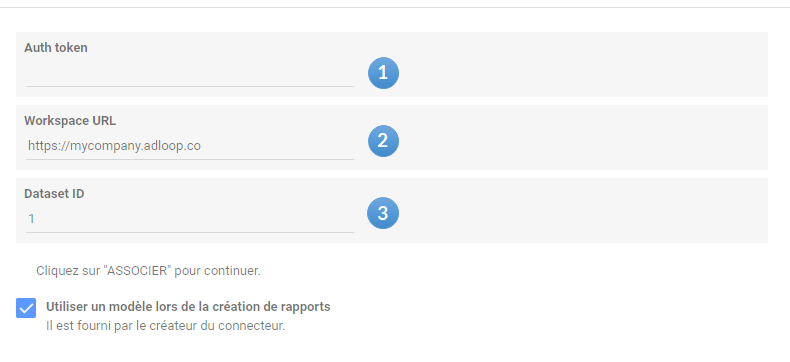 Auth token
1
Workspace URL
https://mycompany.adloop.co
2
Dataset ID
1
3
Cliquez sur "ASSOCIER" pour continuer.
Utiliser un modèle lors de la création de rapports
Il est fourni par le créateur du connecteur.